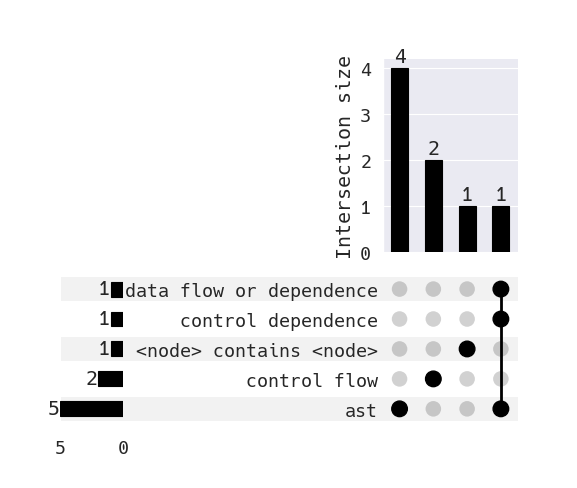 4
2
1 1
Intersection size
4
3
2
1
0
1 data flow or dependence
1 control dependence
1 <node> contains <node>
2 control flow
5 ast
5 0